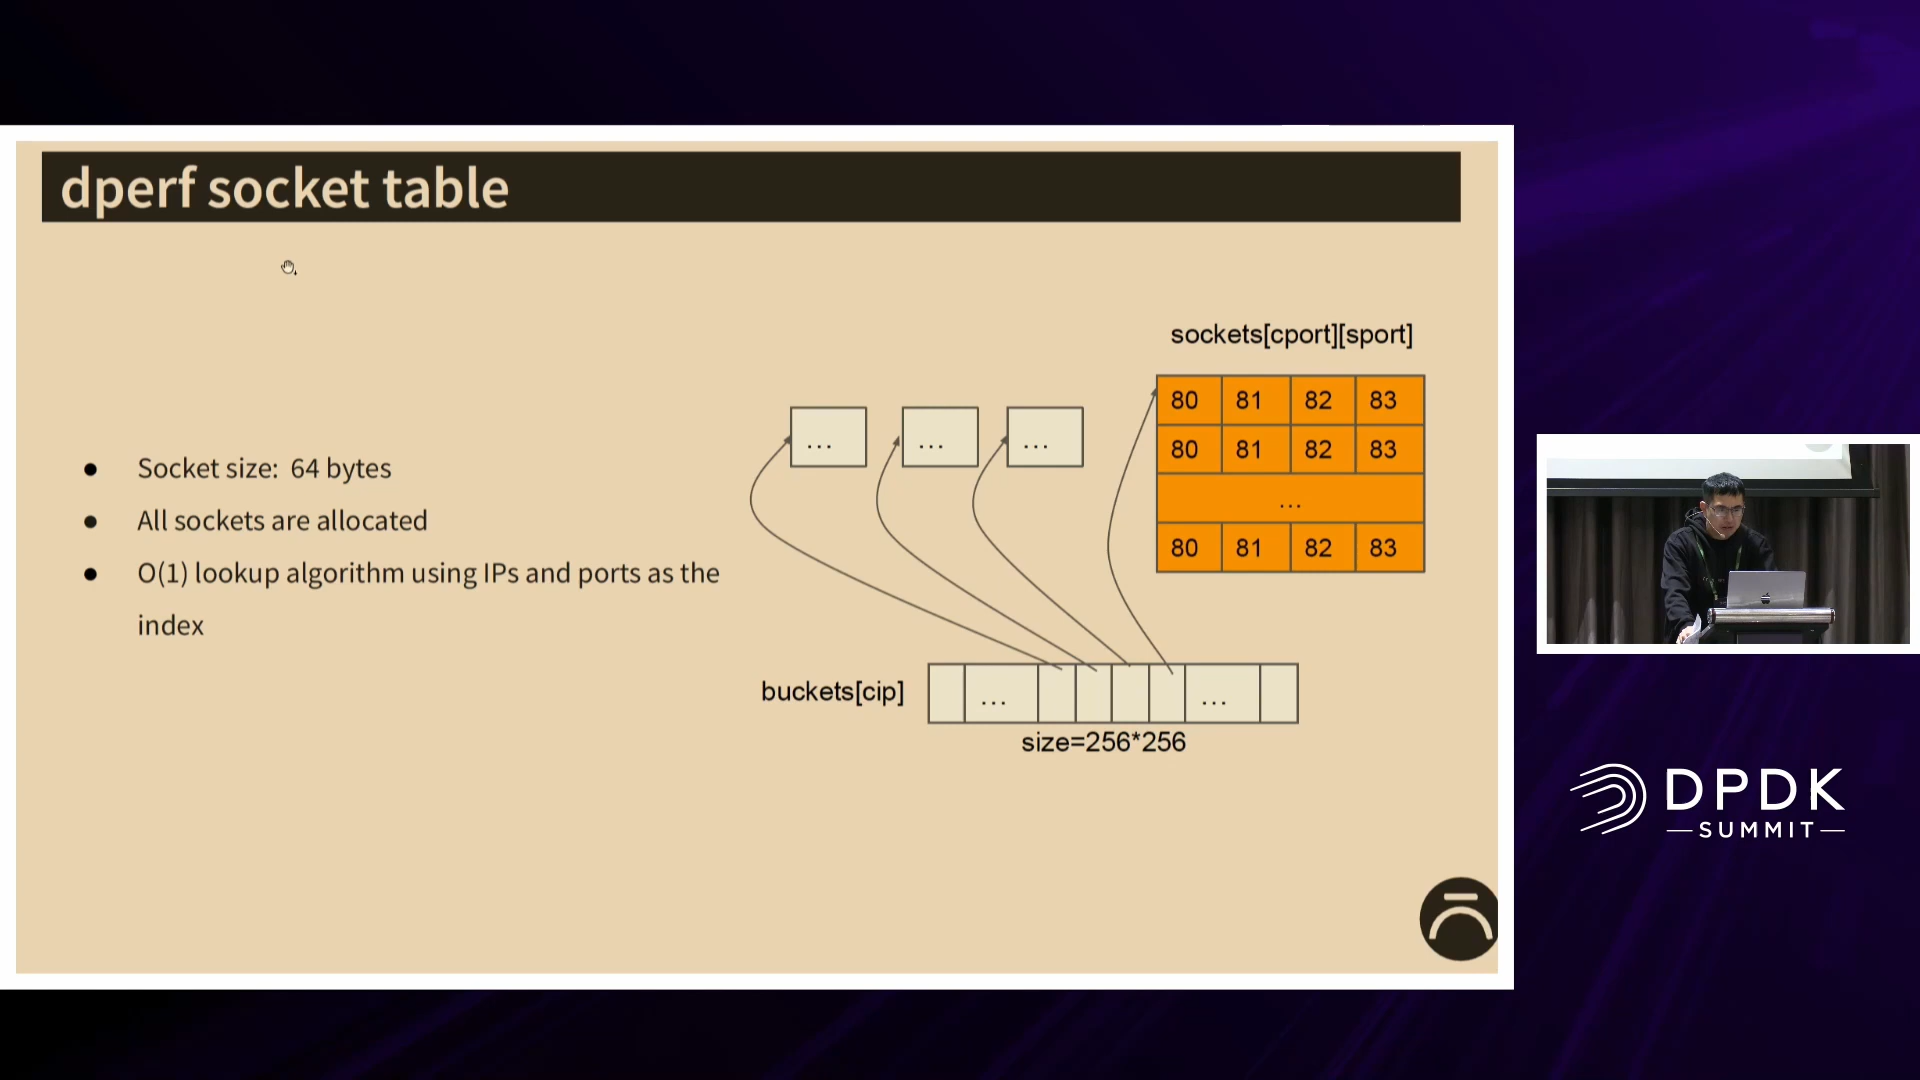 dperf socket table
● Socket size: 64 bytes
● All sockets are allocated
● O(1) lookup algorithm using IPs and ports as the
index
sockets[cport][sport]
... ... ...
80 81 82 83
80 81 82 83
...
80 81 82 83
buckets[cip]
... ...
size=256*256
DPDK
SUMMIT